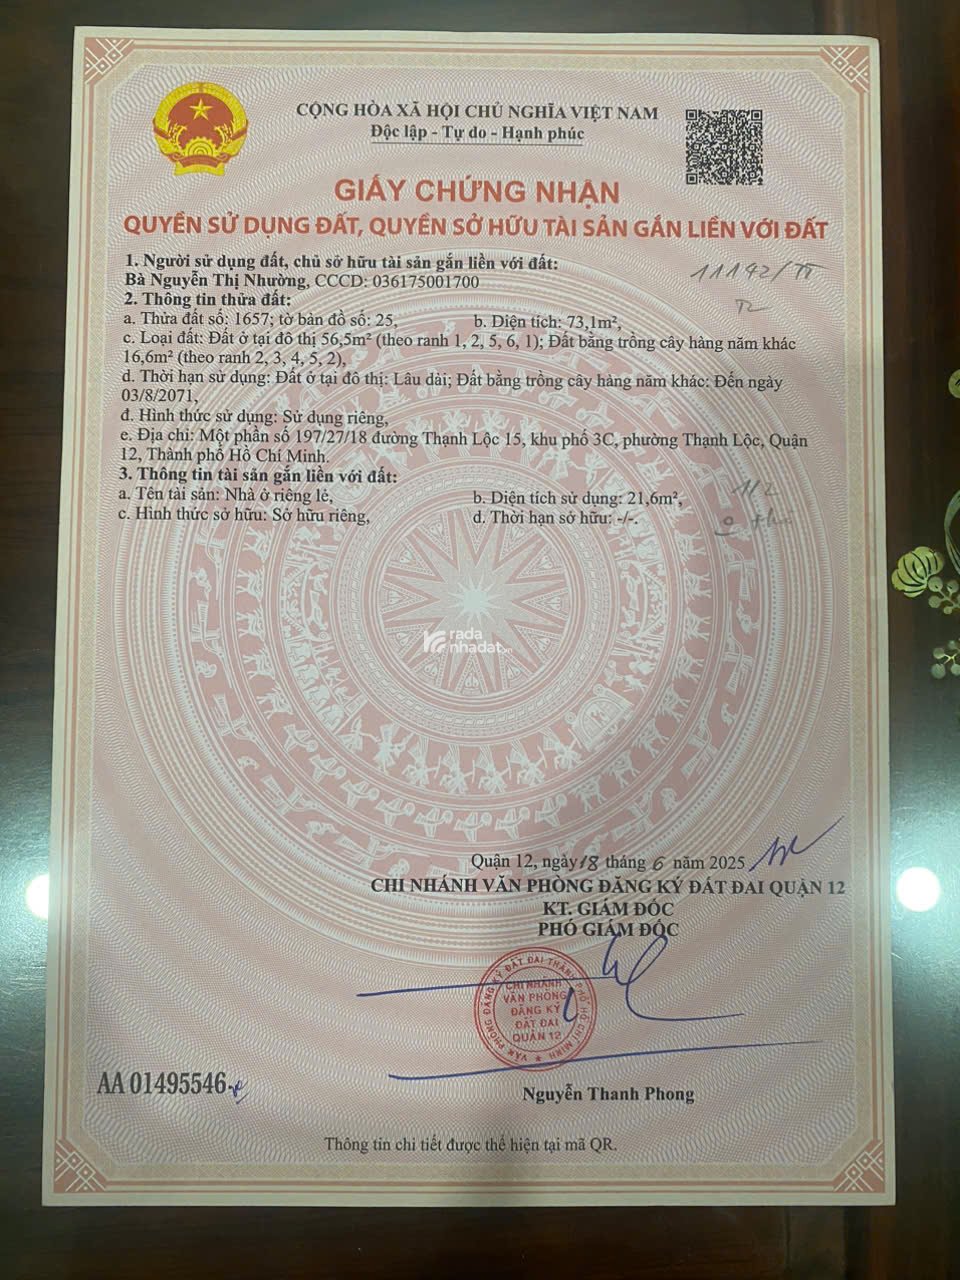 CỘNG HÒA XÃ HỘI CHỦ NGHĨA VIỆT NAM
Độc lập - Tự do - Hạnh phúc
GIẤY CHỨNG NHẬN
QUYỀN SỬ DỤNG ĐẤT, QUYỀN SỞ HỮU TÀI SẢN GẮN LIỀN VỚI ĐẤT
1. Người sử dụng đất, chủ sở hữu tài sản gắn liền với đất:
Bà Nguyễn Thị Nhường, CCCD: 036175001700
2. Thông tin thửa đất:
a. Thửa đất số: 1657; tờ bản đồ số: 25, b. Diện tích: 73,1m²,
c. Loại đất: Đất ở tại đô thị 56,5m² (theo ranh 1, 2, 5, 6, 1); Đất bằng trồng cây hàng năm khác
16,6m² (theo ranh 2, 3, 4, 5, 2),
d. Thời hạn sử dụng: Đất ở tại đô thị: Lâu dài; Đất bằng trồng cây hàng năm khác: Đến ngày
03/8/2071,
đ. Hình thức sử dụng: Sử dụng riêng,
e. Địa chỉ: Một phần số 197/27/18 đường Thạnh Lộc 15, khu phố 3C, phường Thạnh Lộc, Quận
12, Thành phố Hồ Chí Minh.
3. Thông tin tài sản gắn liền với đất:
a. Tên tài sản: Nhà ở riêng lẻ, b. Diện tích sử dụng: 21,6m²,
c. Hình thức sở hữu: Sở hữu riêng, d. Thời hạn sở hữu: -/-.
rada
nhadat.vn
Quận 12, ngày 18 tháng 6 năm 2025
CHI NHÁNH VĂN PHÒNG ĐĂNG KÝ ĐẤT ĐAI QUẬN 12
KT. GIÁM ĐỐC
PHÓ GIÁM ĐỐC
VĂN PHÒNG ĐĂNG KÝ ĐẤT ĐAI THÀNH PHỐ HỒ CHÍ MINH
CHI NHÁNH
VĂN PHÒNG
ĐĂNG KÝ
ĐẤT ĐAI
QUẬN 12
AA 01495546
Nguyễn Thanh Phong
Thông tin chi tiết được thể hiện tại mã QR.